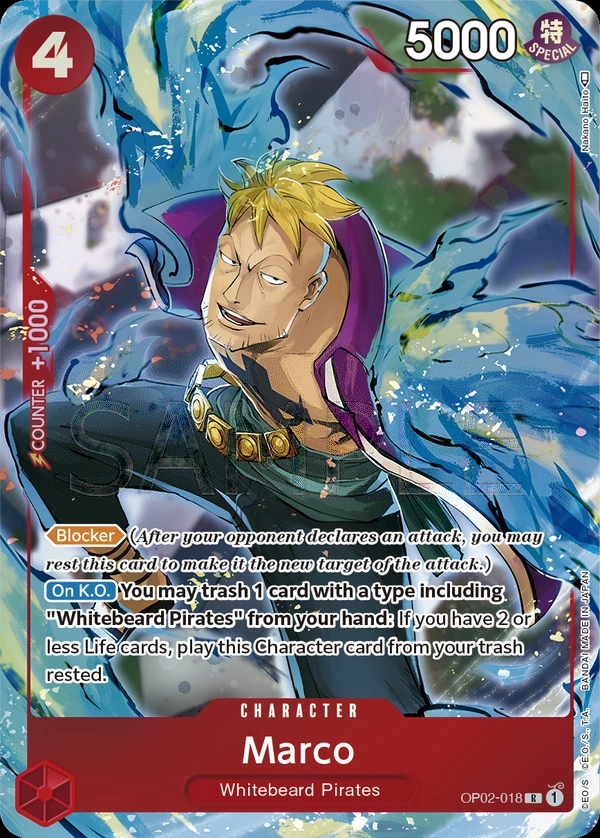 4
5000
特
SPECIAL
Nakano Haito
COUNTER +1000
SAMPLE
Blocker (After your opponent declares an attack, you may
rest this card to make it the new target of the attack.)
On K.O. You may trash 1 card with a type including
"Whitebeard Pirates" from your hand: If you have 2 or
less Life cards, play this Character card from your trash
rested.
CHARACTER
Marco
Whitebeard Pirates
OP02-018 R 1
©E.O./S. ©E.O./S., T.A. BANDAI MADE IN JAPAN